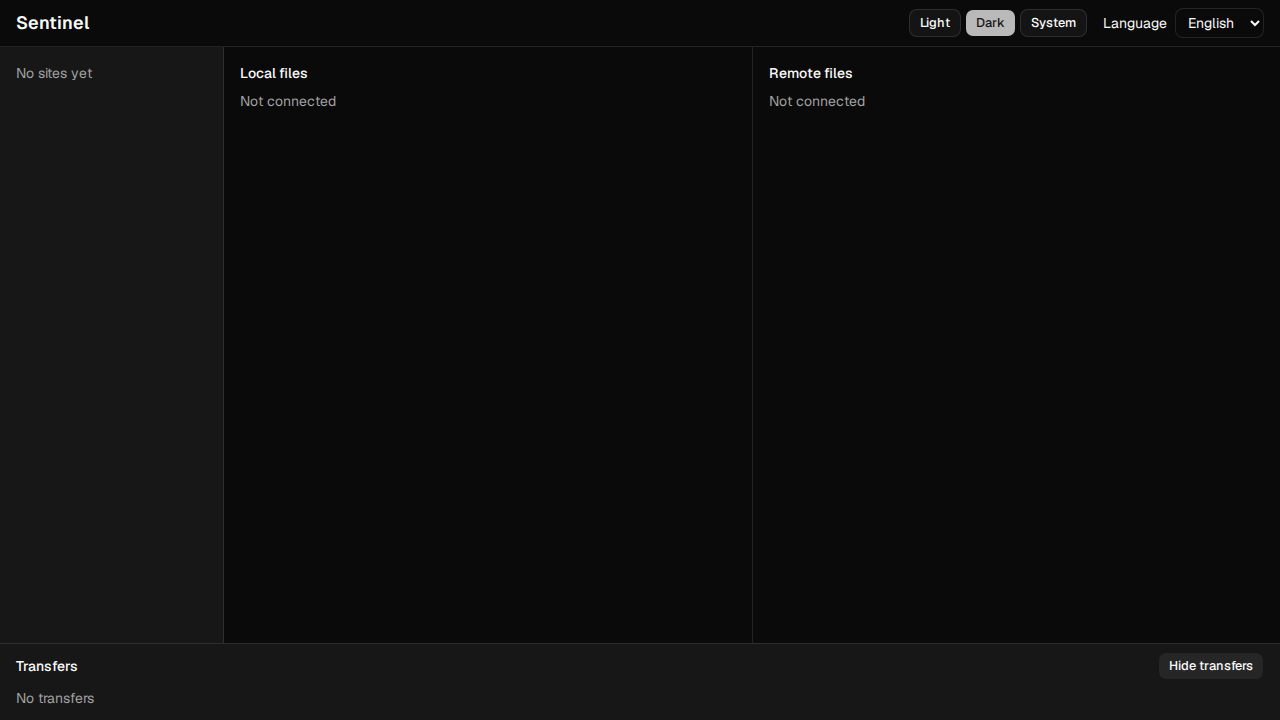 Sentinel
Light Dark System Language English
No sites yet
Local files
Not connected
Remote files
Not connected
Transfers
Hide transfers
No transfers